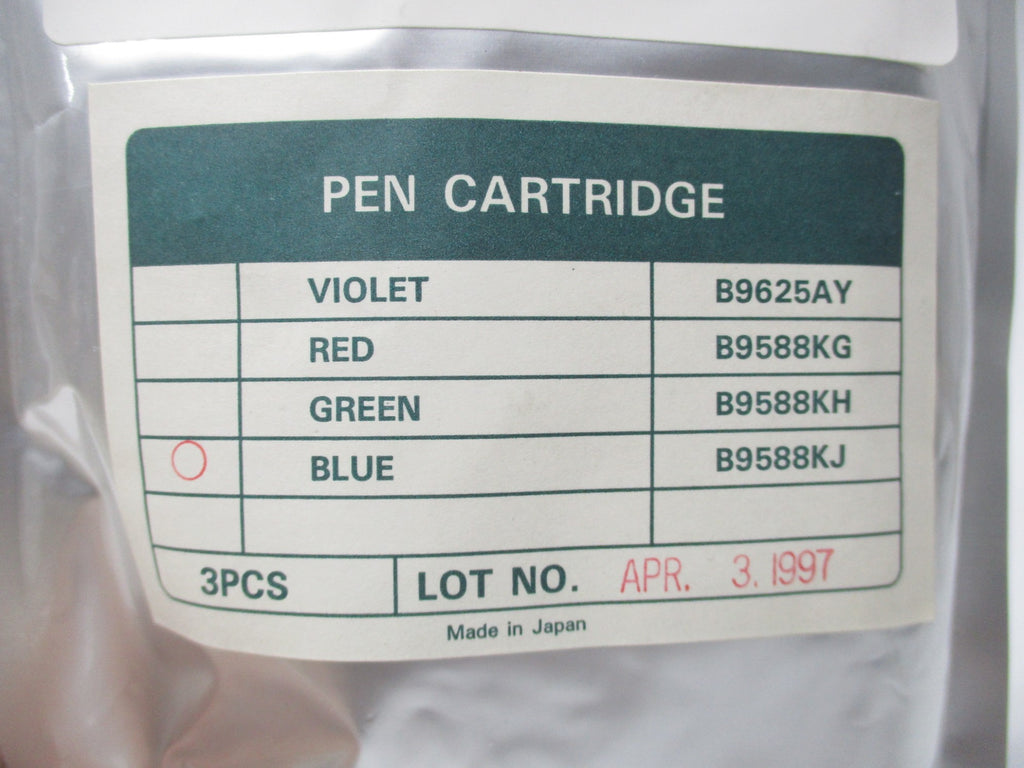 PEN CARTRIDGE
VIOLET B9625AY
RED B9588KG
GREEN B9588KH
BLUE B9588KJ
3PCS LOT NO. APR. 3. 1997
Made in Japan